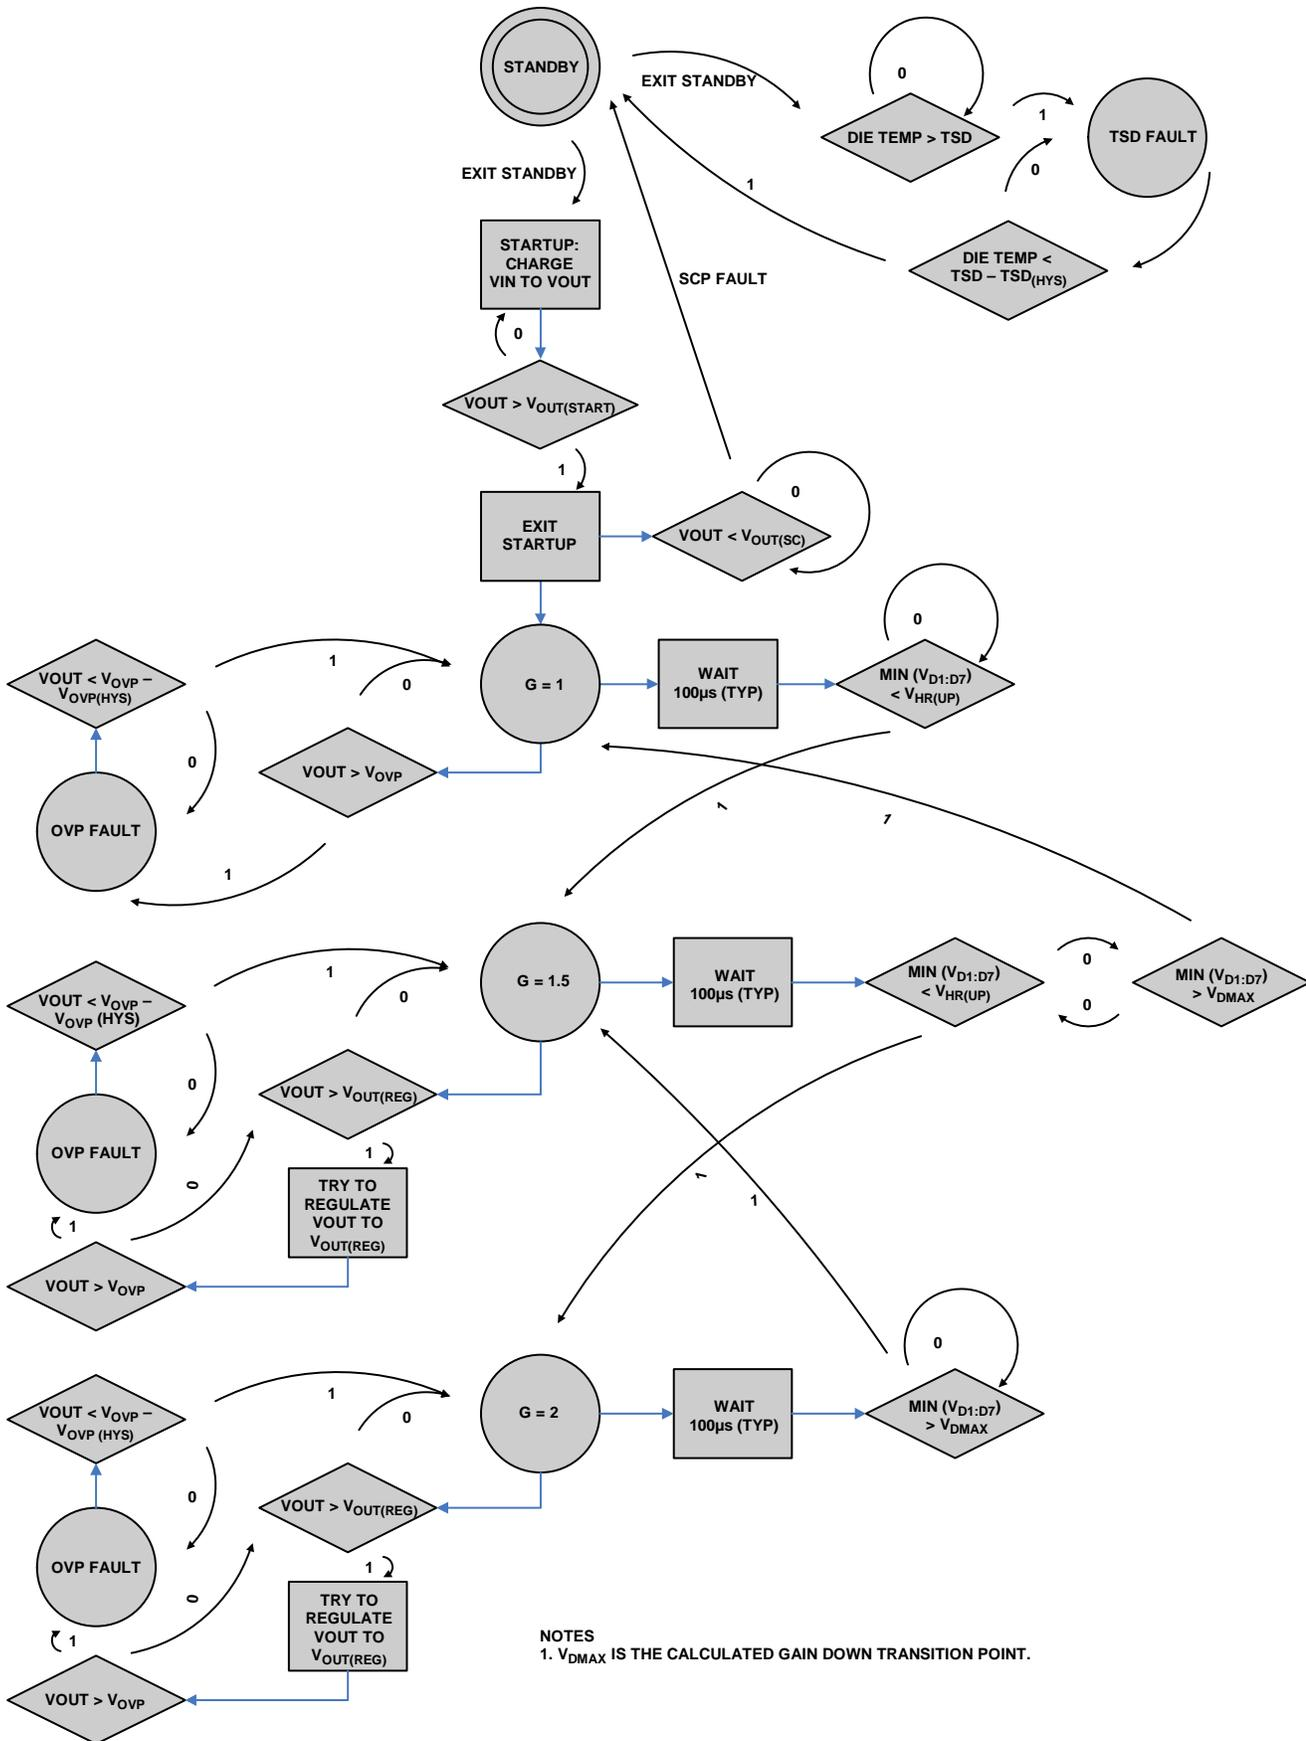 STANDBY
EXIT STANDBY
0
DIE TEMP > TSD
1
TSD FAULT
0
EXIT STANDBY
1
STARTUP:
CHARGE
VIN TO VOUT
DIE TEMP <
TSD – TSD(HYS)
SCP FAULT
0
VOUT > VOUT(START)
1
0
EXIT
STARTUP
VOUT < VOUT(SC)
0
VOUT < VOVP –
VOVP(HYS)
1
0
G = 1
WAIT
100µs (TYP)
MIN (VD1:D7)
< VHR(UP)
0
VOUT > VOVP
OVP FAULT
1
1
1
VOUT < VOVP –
VOVP (HYS)
1
0
G = 1.5
WAIT
100µs (TYP)
MIN (VD1:D7)
< VHR(UP)
0
0
MIN (VD1:D7)
> VDMAX
0
VOUT > VOUT(REG)
OVP FAULT
1
0
TRY TO
REGULATE
VOUT TO
VOUT(REG)
1
1
1
VOUT > VOVP
0
VOUT < VOVP –
VOVP (HYS)
1
0
G = 2
WAIT
100µs (TYP)
MIN (VD1:D7)
> VDMAX
0
VOUT > VOUT(REG)
OVP FAULT
1
0
TRY TO
REGULATE
VOUT TO
VOUT(REG)
1
VOUT > VOVP
NOTES
1. VDMAX IS THE CALCULATED GAIN DOWN TRANSITION POINT.